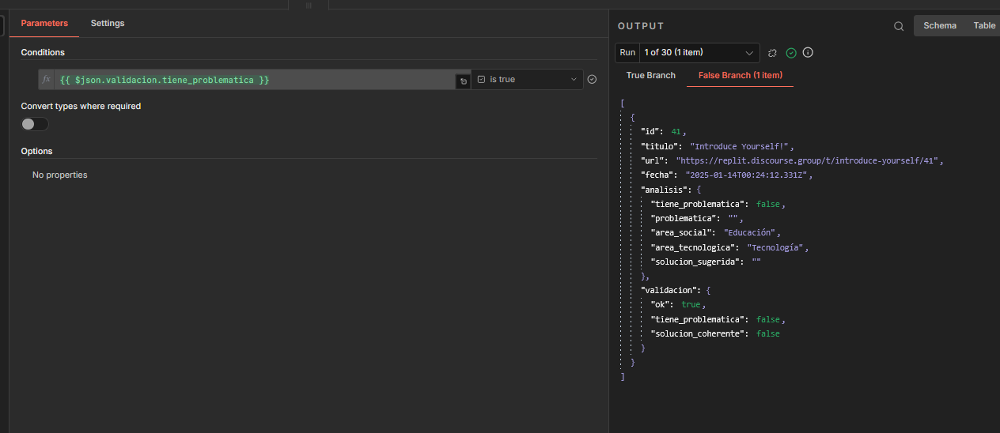 Parameters
Settings
Conditions
fx {{ $json.validacion.tiene_problematica }}
is true
Convert types where required
Options
No properties
OUTPUT
Schema
Table
Run
1 of 30 (1 item)
True Branch
False Branch (1 item)
[
{
"id": 41,
"titulo": "Introduce Yourself!",
"url": "https://replit.discourse.group/t/introduce-yourself/41",
"fecha": "2025-01-14T00:24:12.331Z",
"analisis": {
"tiene_problematica": false,
"problematica": "",
"area_social": "Educación",
"area_tecnologica": "Tecnología",
"solucion_sugerida": ""
},
"validacion": {
"ok": true,
"tiene_problematica": false,
"solucion_coherente": false
}
}
]